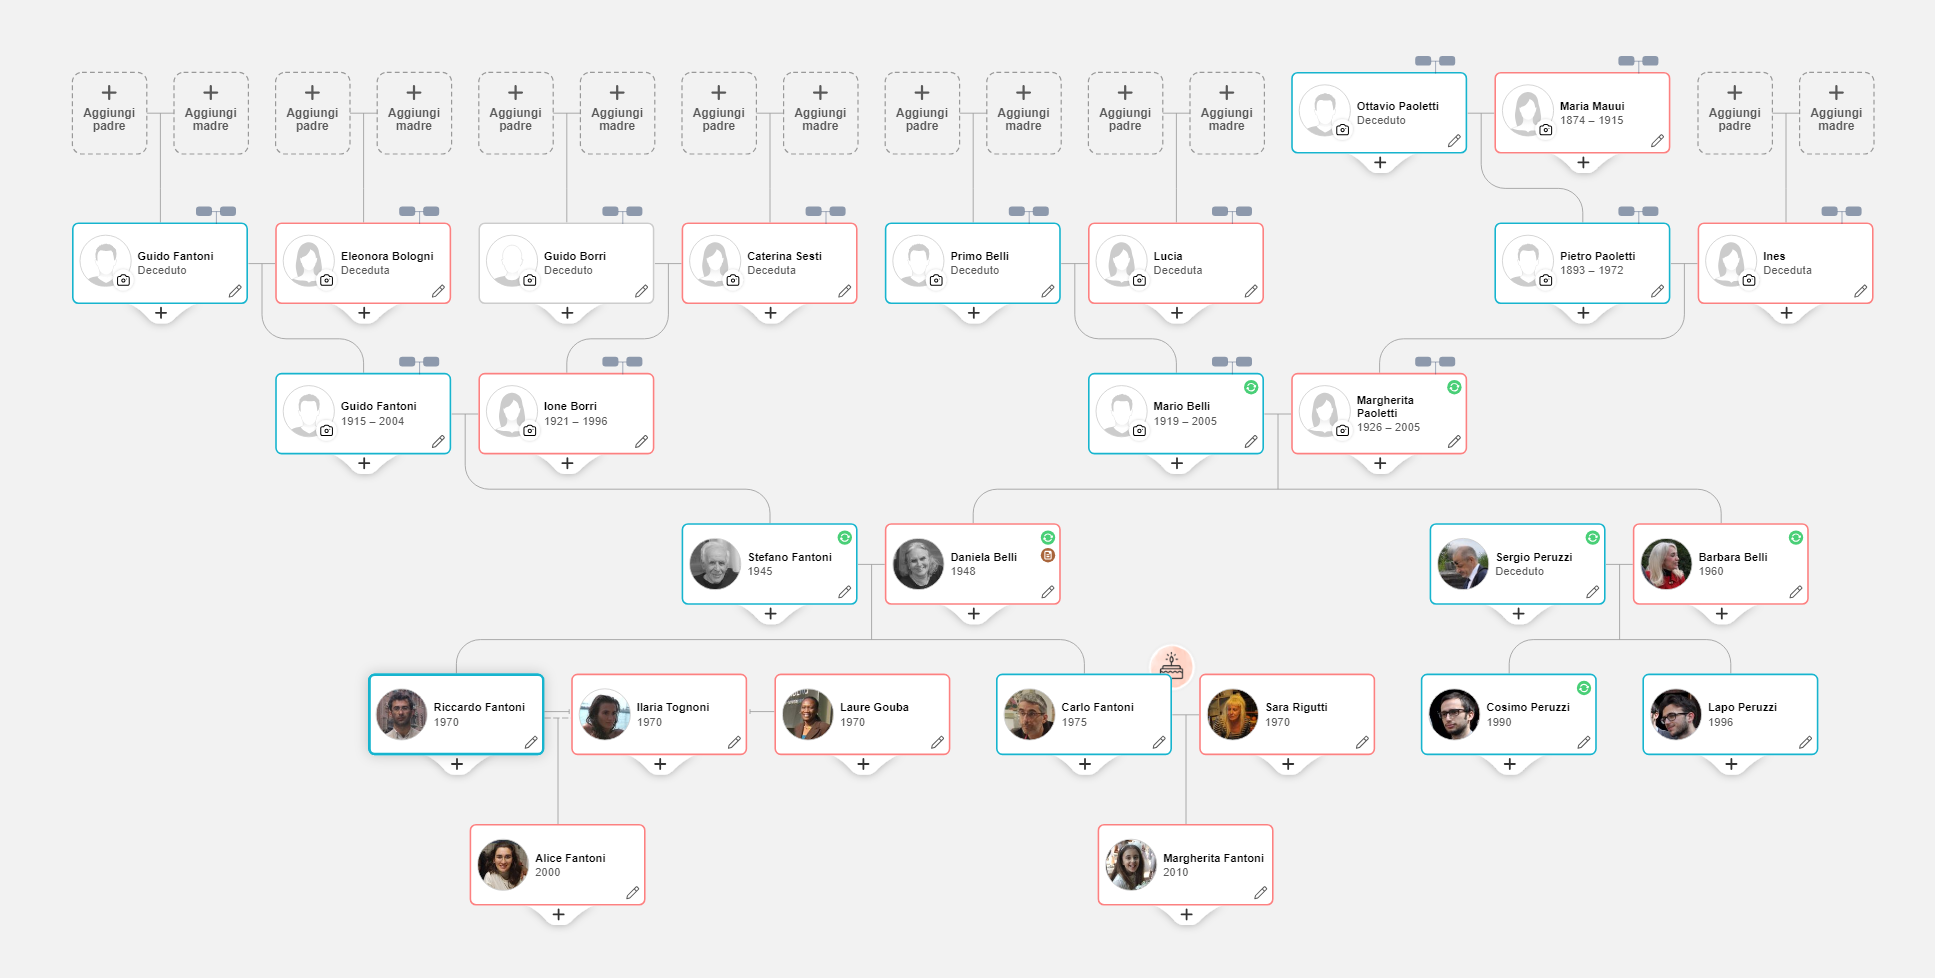 Aggiungi
padre
Aggiungi
madre
Aggiungi
padre
Aggiungi
madre
Aggiungi
padre
Aggiungi
madre
Aggiungi
padre
Aggiungi
madre
Aggiungi
padre
Aggiungi
madre
Aggiungi
padre
Aggiungi
madre
Ottavio Paoletti
Deceduto
Maria Mauui
1874 – 1915
Aggiungi
padre
Aggiungi
madre
Guido Fantoni
Deceduto
Eleonora Bologni
Deceduta
Guido Borri
Deceduto
Caterina Sesti
Deceduta
Primo Belli
Deceduto
Lucia
Deceduta
Pietro Paoletti
1893 – 1972
Ines
Deceduta
Guido Fantoni
1915 – 2004
Ione Borri
1921 – 1996
Mario Belli
1919 – 2005
Margherita
Paoletti
1926 – 2005
Stefano Fantoni
1945
Daniela Belli
1948
Sergio Peruzzi
Deceduto
Barbara Belli
1960
Riccardo Fantoni
1970
Ilaria Tognoni
1970
Laure Gouba
1970
Carlo Fantoni
1975
Sara Rigutti
1970
Cosimo Peruzzi
1990
Lapo Peruzzi
1996
Alice Fantoni
2000
Margherita Fantoni
2010